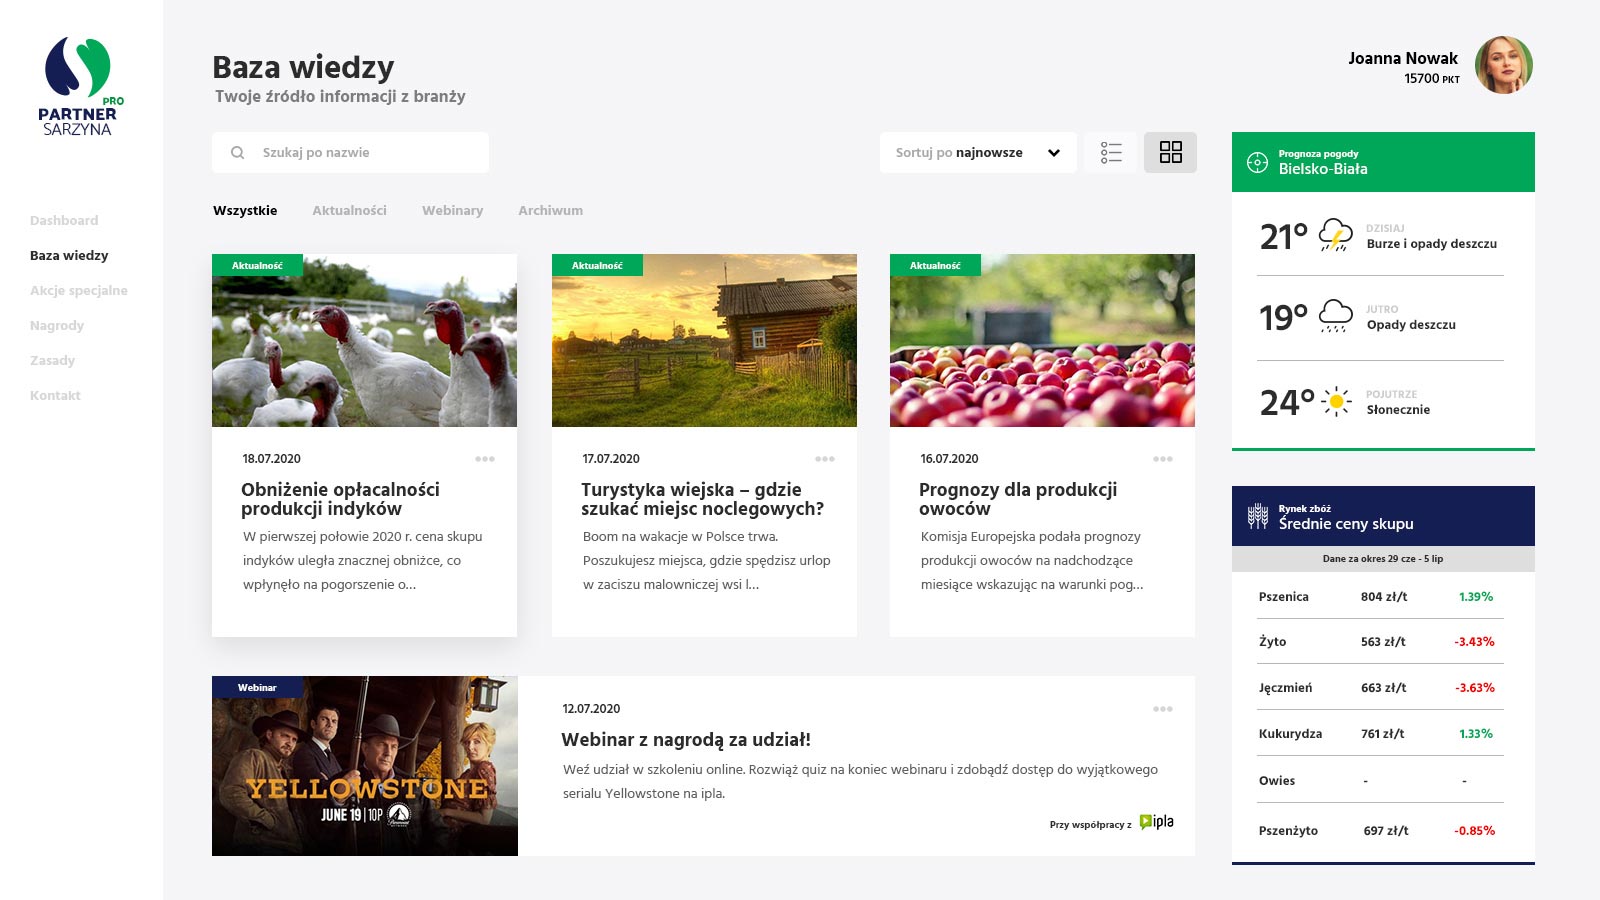 PRO
PARTNER
SARZYNA
Dashboard
Baza wiedzy
Akcje specjalne
Nagrody
Zasady
Kontakt
Baza wiedzy
Twoje źródło informacji z branży
Joanna Nowak
15700 PKT
Szukaj po nazwie
Sortuj po najnowsze
Wszystkie Aktualności Webinary Archiwum
Aktualność
18.07.2020
Obniżenie opłacalności
produkcji indyków
W pierwszej połowie 2020 r. cena skupu
indyków uległa znacznej obniżce, co
wpłynęło na pogorszenie o...
Aktualność
17.07.2020
Turystyka wiejska – gdzie
szukać miejsc noclegowych?
Boom na wakacje w Polsce trwa.
Poszukujesz miejsca, gdzie spędzisz urlop
w zaciszu malowniczej wsi l...
Aktualność
16.07.2020
Prognozy dla produkcji
owoców
Komisja Europejska podała prognozy
produkcji owoców na nadchodzące
miesiące wskazując na warunki pog...
Webinar
YELLOWSTONE
JUNE 19 | 10P
Paramount
NETWORK
12.07.2020
Webinar z nagrodą za udział!
Weź udział w szkoleniu online. Rozwiąż quiz na koniec webinaru i zdobądź dostęp do wyjątkowego
serialu Yellowstone na ipla.
Przy współpracy z ipla
Prognoza pogody
Bielsko-Biała
21° DZISIAJ
Burze i opady deszczu
19° JUTRO
Opady deszczu
24° POJUTRZE
Słonecznie
Rynek zbóż
Średnie ceny skupu
Dane za okres 29 cze - 5 lip
Pszenica 804 zł/t 1.39%
Żyto 563 zł/t -3.43%
Jęczmień 663 zł/t -3.63%
Kukurydza 761 zł/t 1.33%
Owies - -
Pszenżyto 697 zł/t -0.85%